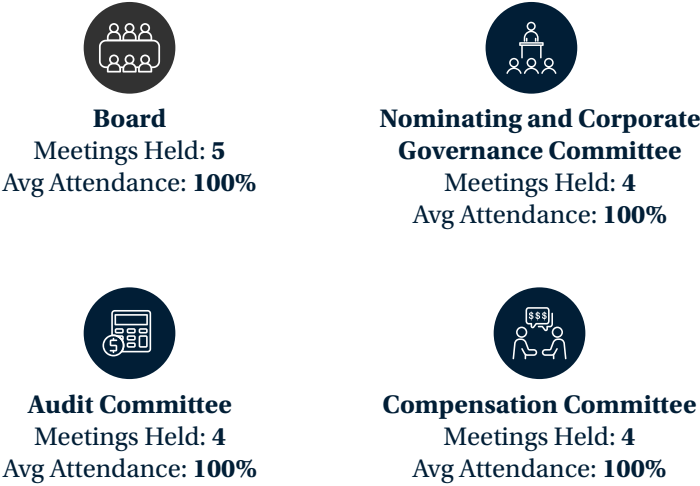 Board
Meetings Held: 5
Avg Attendance: 100%
Nominating and Corporate
Governance Committee
Meetings Held: 4
Avg Attendance: 100%
$
Audit Committee
Meetings Held: 4
Avg Attendance: 100%
$$$
Compensation Committee
Meetings Held: 4
Avg Attendance: 100%